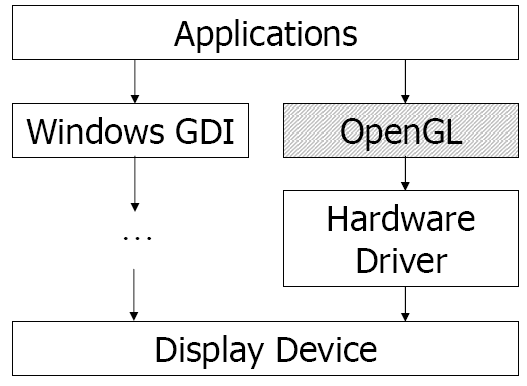 Applications
Windows GDI
OpenGL
...
Hardware
Driver
Display Device